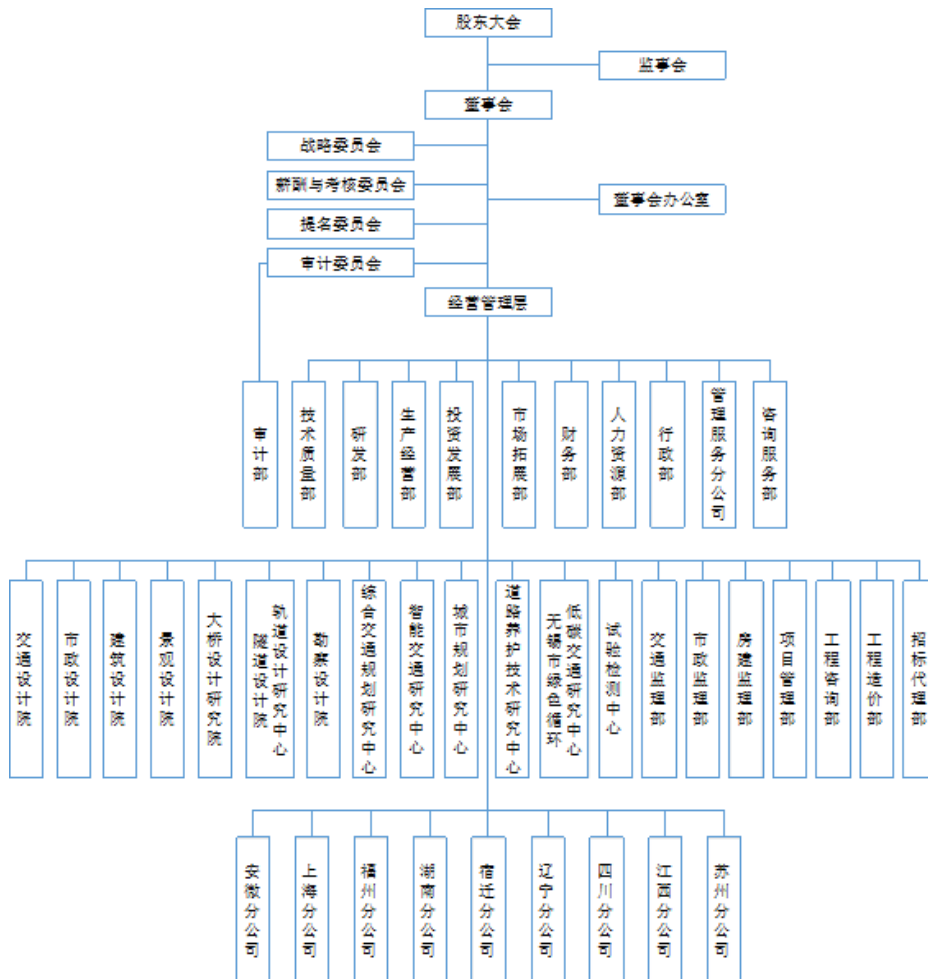 股东大会
监事会
董事会
战略委员会
薪酬与考核委员会
董事会办公室
提名委员会
审计委员会
经营管理层
审计部
技术质量部
研发部
生产经营部
投资发展部
市场拓展部
财务部
人力资源部
行政部
管理服务分公司
咨询服务部
交通设计院
市政设计院
建筑设计院
景观设计院
大桥设计研究院
轨道设计研究中心
隧道设计院
勘察设计院
综合交通规划研究中心
智能交通研究中心
城市规划研究中心
道路养护技术研究中心
低碳交通研究中心
无锡市绿色循环
试验检测中心
交通监理部
市政监理部
房建监理部
项目管理部
工程咨询部
工程造价部
招标代理部
安徽分公司
上海分公司
福州分公司
湖南分公司
宿迁分公司
辽宁分公司
四川分公司
江西分公司
苏州分公司